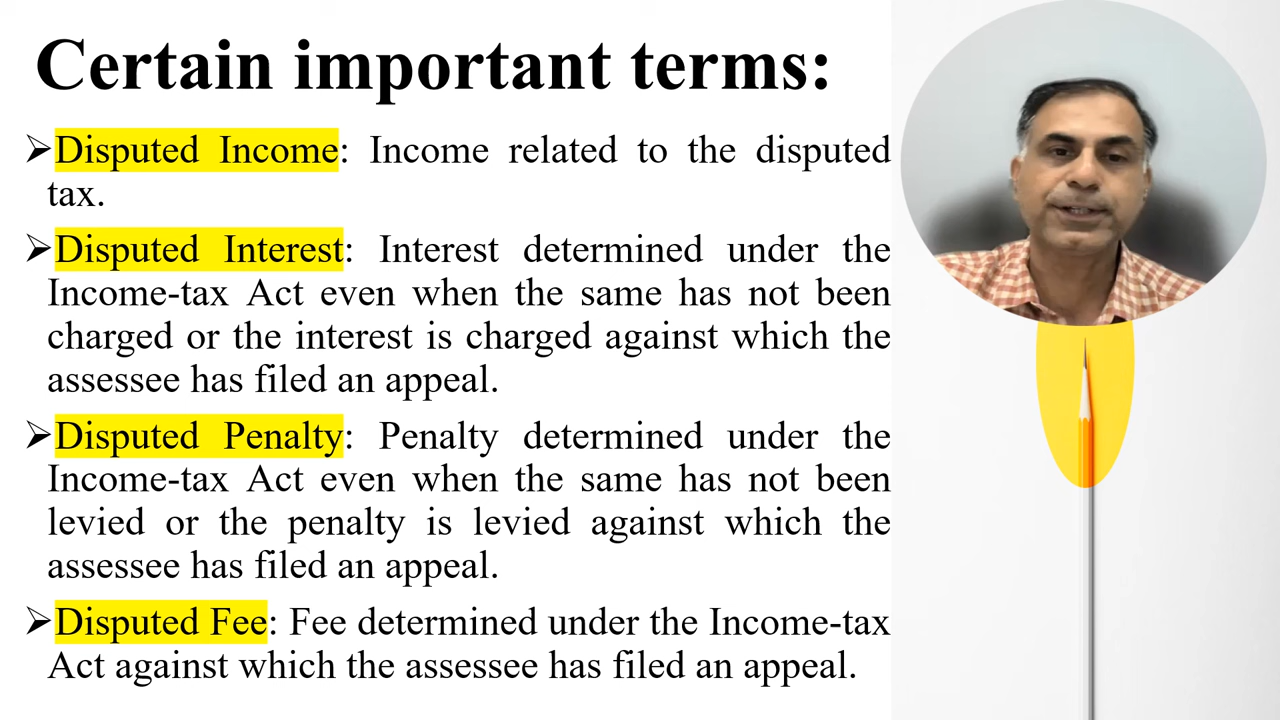 Certain important terms:
➢Disputed Income: Income related to the disputed
tax.
➢Disputed Interest: Interest determined under the
Income-tax Act even when the same has not been
charged or the interest is charged against which the
assessee has filed an appeal.
➢Disputed Penalty: Penalty determined under the
Income-tax Act even when the same has not been
levied or the penalty is levied against which the
assessee has filed an appeal.
➢Disputed Fee: Fee determined under the Income-tax
Act against which the assessee has filed an appeal.